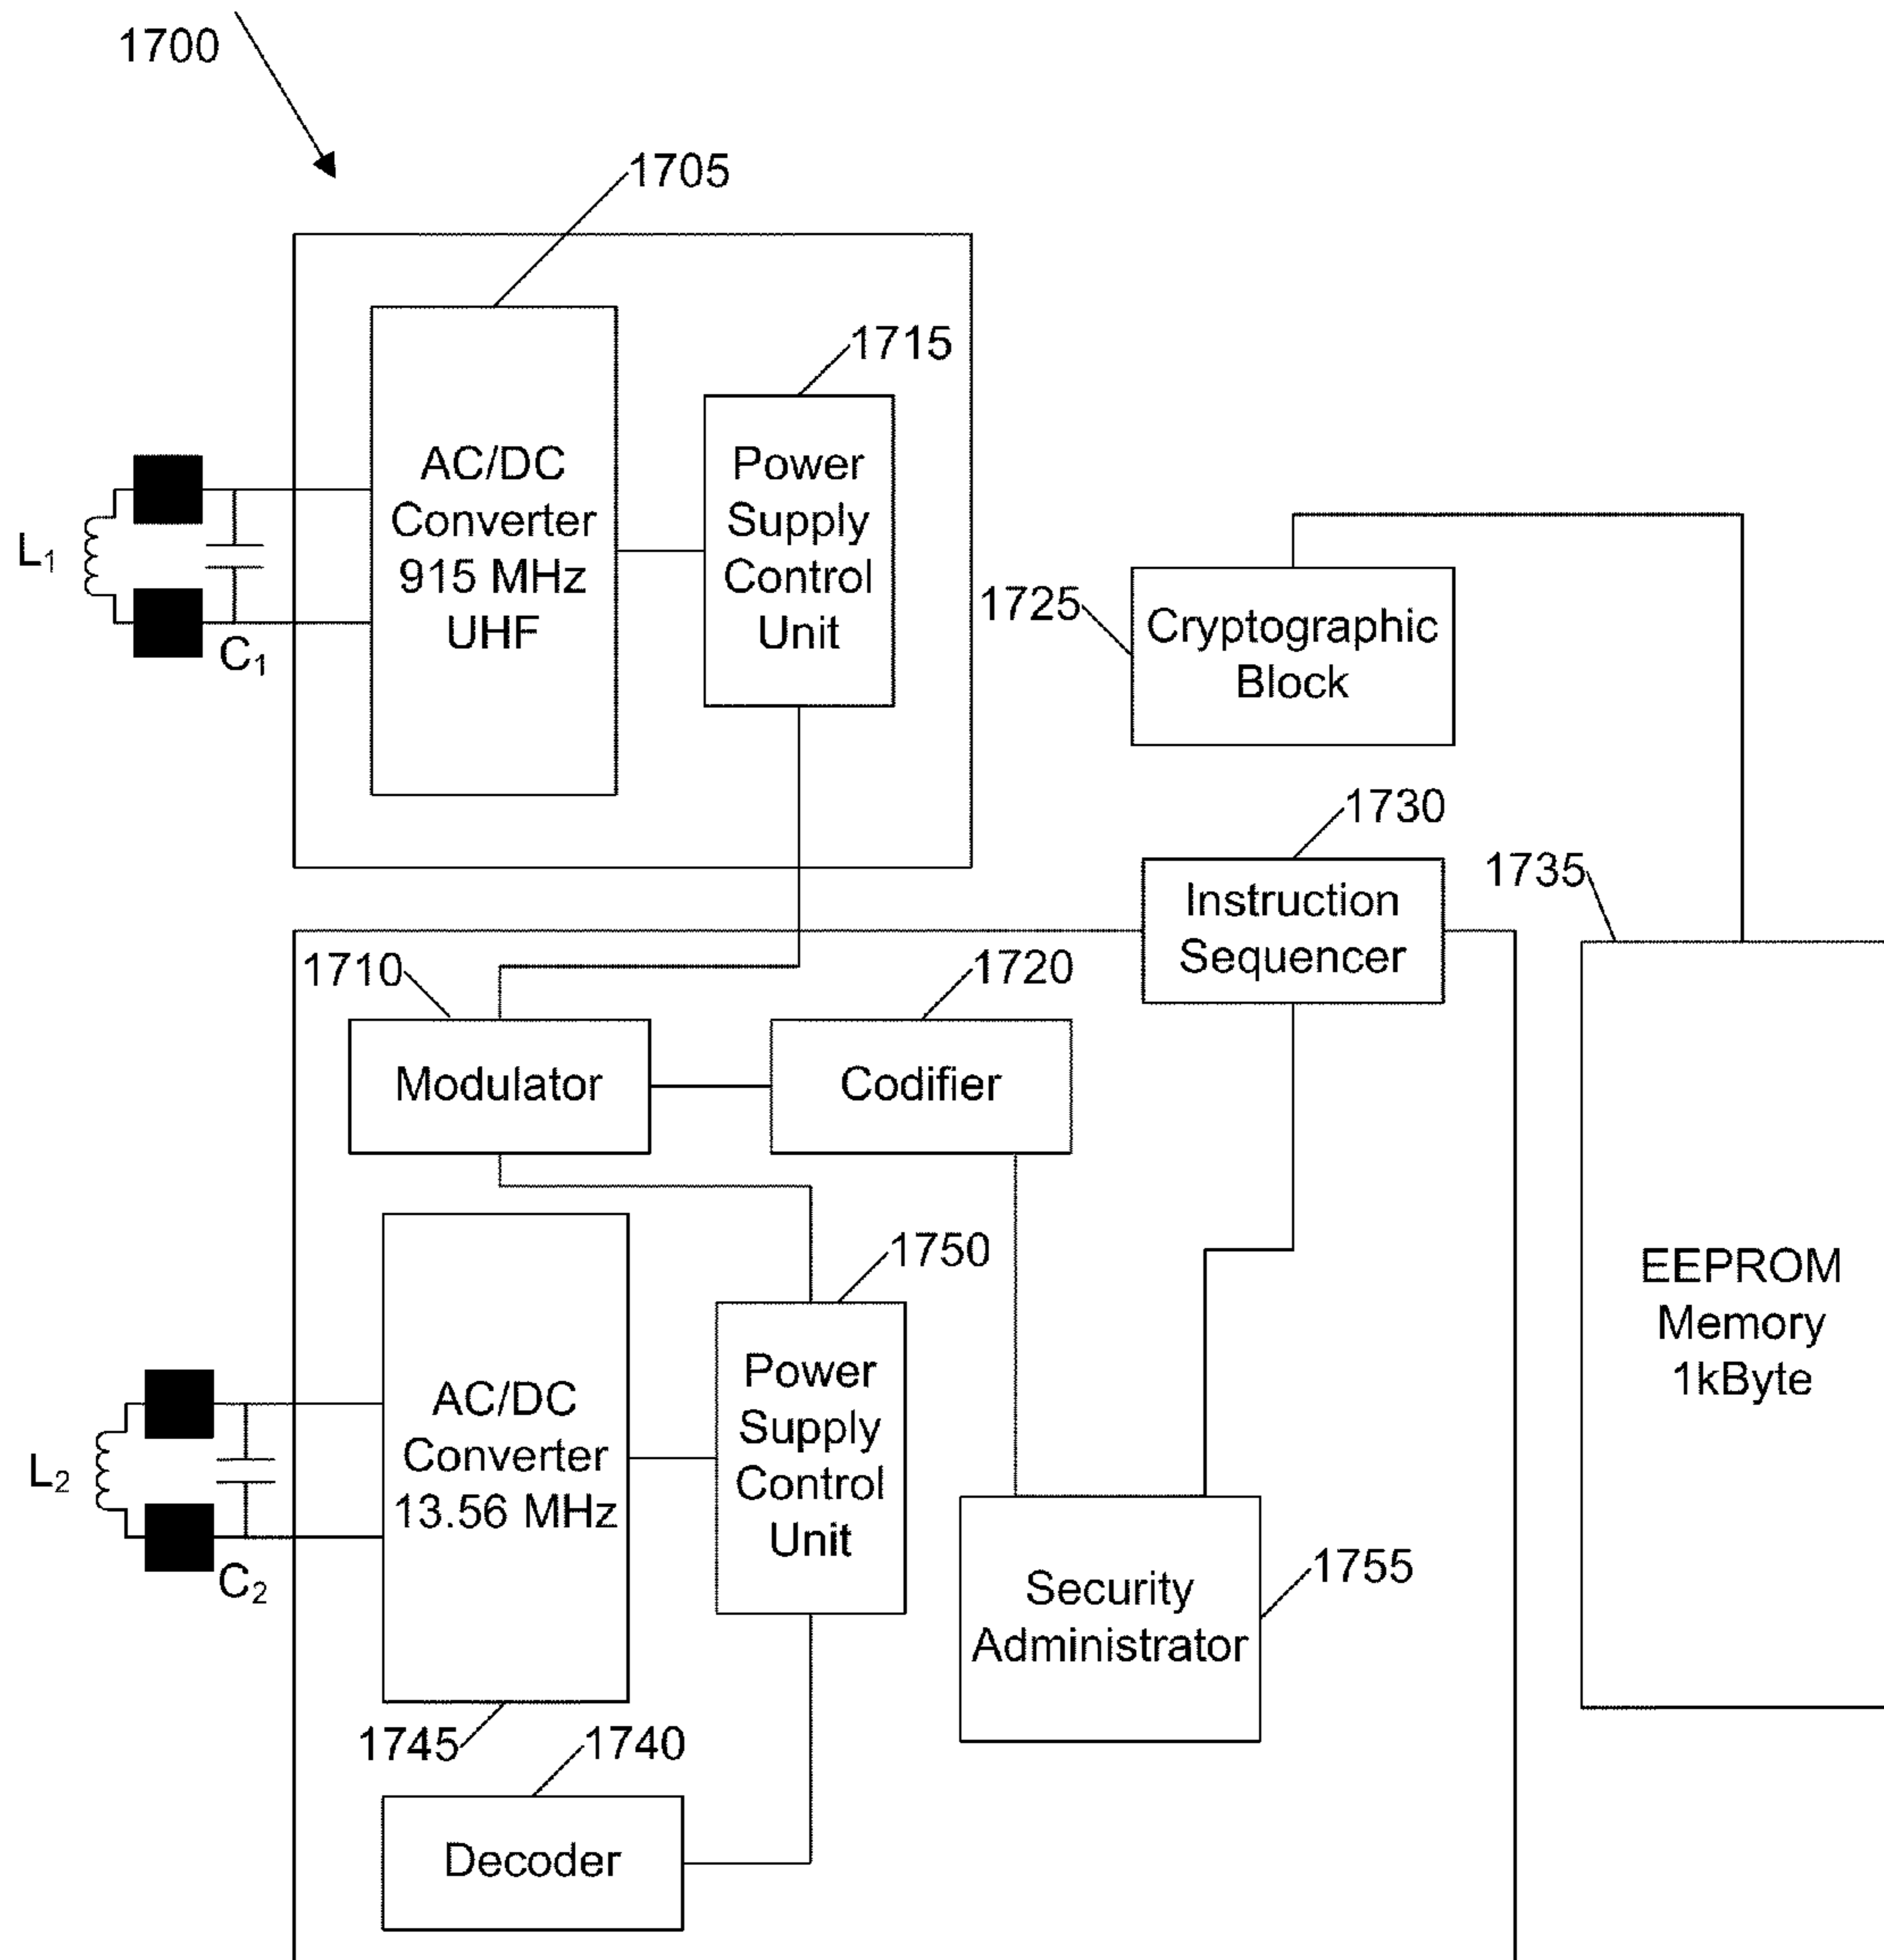 1700
1705
1715
AC/DC
Converter
915 MHz
UHF
Power
Supply
Control
Unit
L₁
C₁
1725
Cryptographic
Block
1730
Instruction
Sequencer
1735
EEPROM
Memory
1kByte
1710
Modulator
1720
Codifier
1750
AC/DC
Converter
13.56 MHz
Power
Supply
Control
Unit
L₂
C₂
1745
Security
Administrator
1755
1740
Decoder